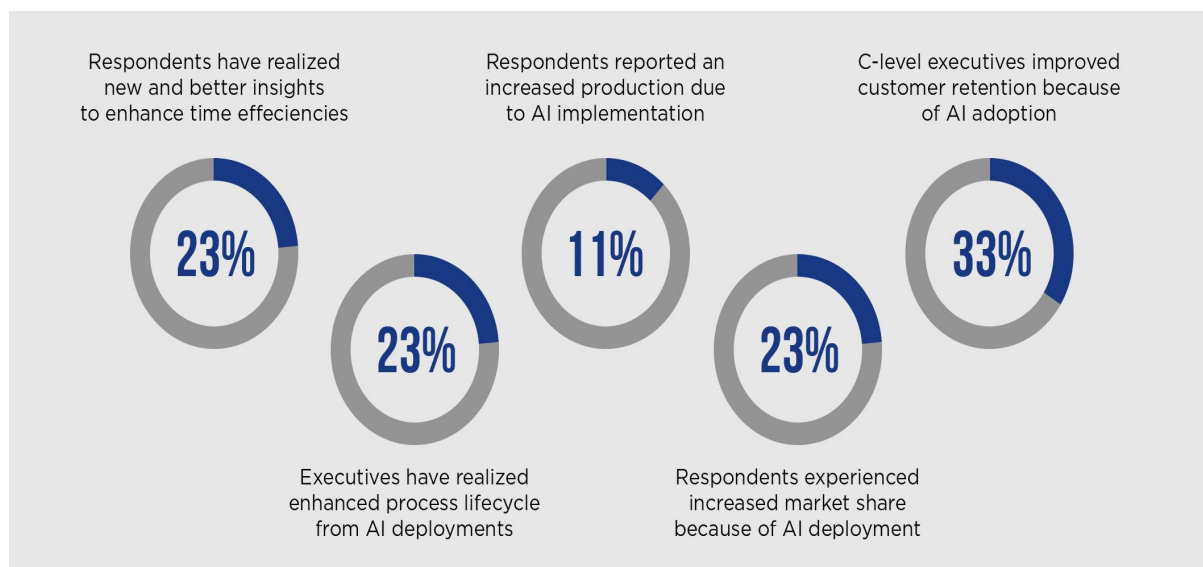 Respondents have realized
new and better insights
to enhance time effeciencies
23%
Respondents reported an
increased production due
to AI implementation
11%
C-level executives improved
customer retention because
of AI adoption
33%
23%
Executives have realized
enhanced process lifecycle
from AI deployments
23%
Respondents experienced
increased market share
because of AI deployment